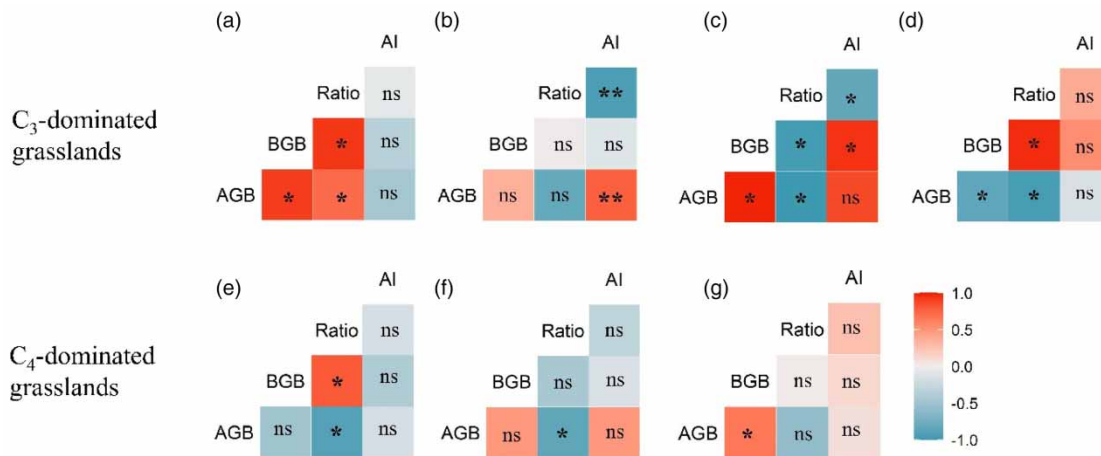 (a) (b) (c) (d)
AI AI AI AI
Ratio ns Ratio ** Ratio * Ratio ns
C3-dominated
grasslands
BGB * ns BGB ns ns BGB * * BGB * ns
AGB * * ns AGB ns ns ** AGB * * ns AGB * * ns
(e) (f) (g)
AI AI AI
Ratio ns Ratio ns Ratio ns
1.0
C4-dominated
grasslands
0.5
BGB * ns BGB ns ns BGB ns ns
0.0
-0.5
AGB ns * ns AGB ns * ns AGB * ns ns
-1.0